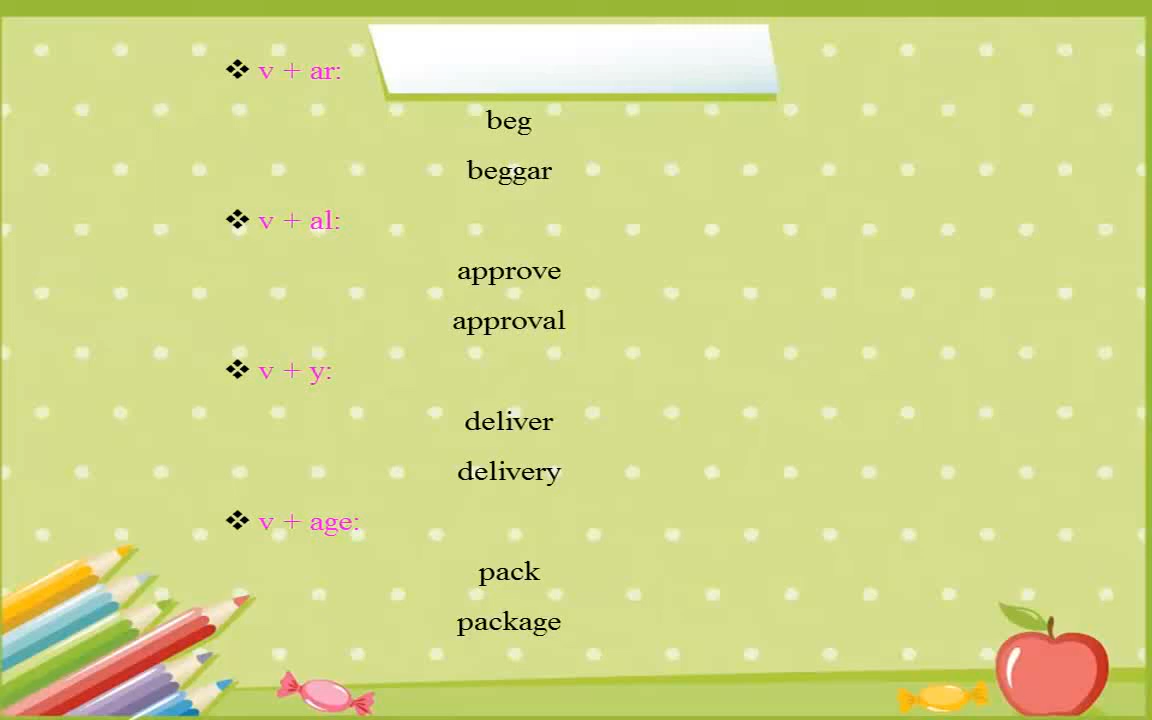 ❖ v + ar:
beg
beggar
❖ v + al:
approve
approval
❖ v + y:
deliver
delivery
❖ v + age:
pack
package